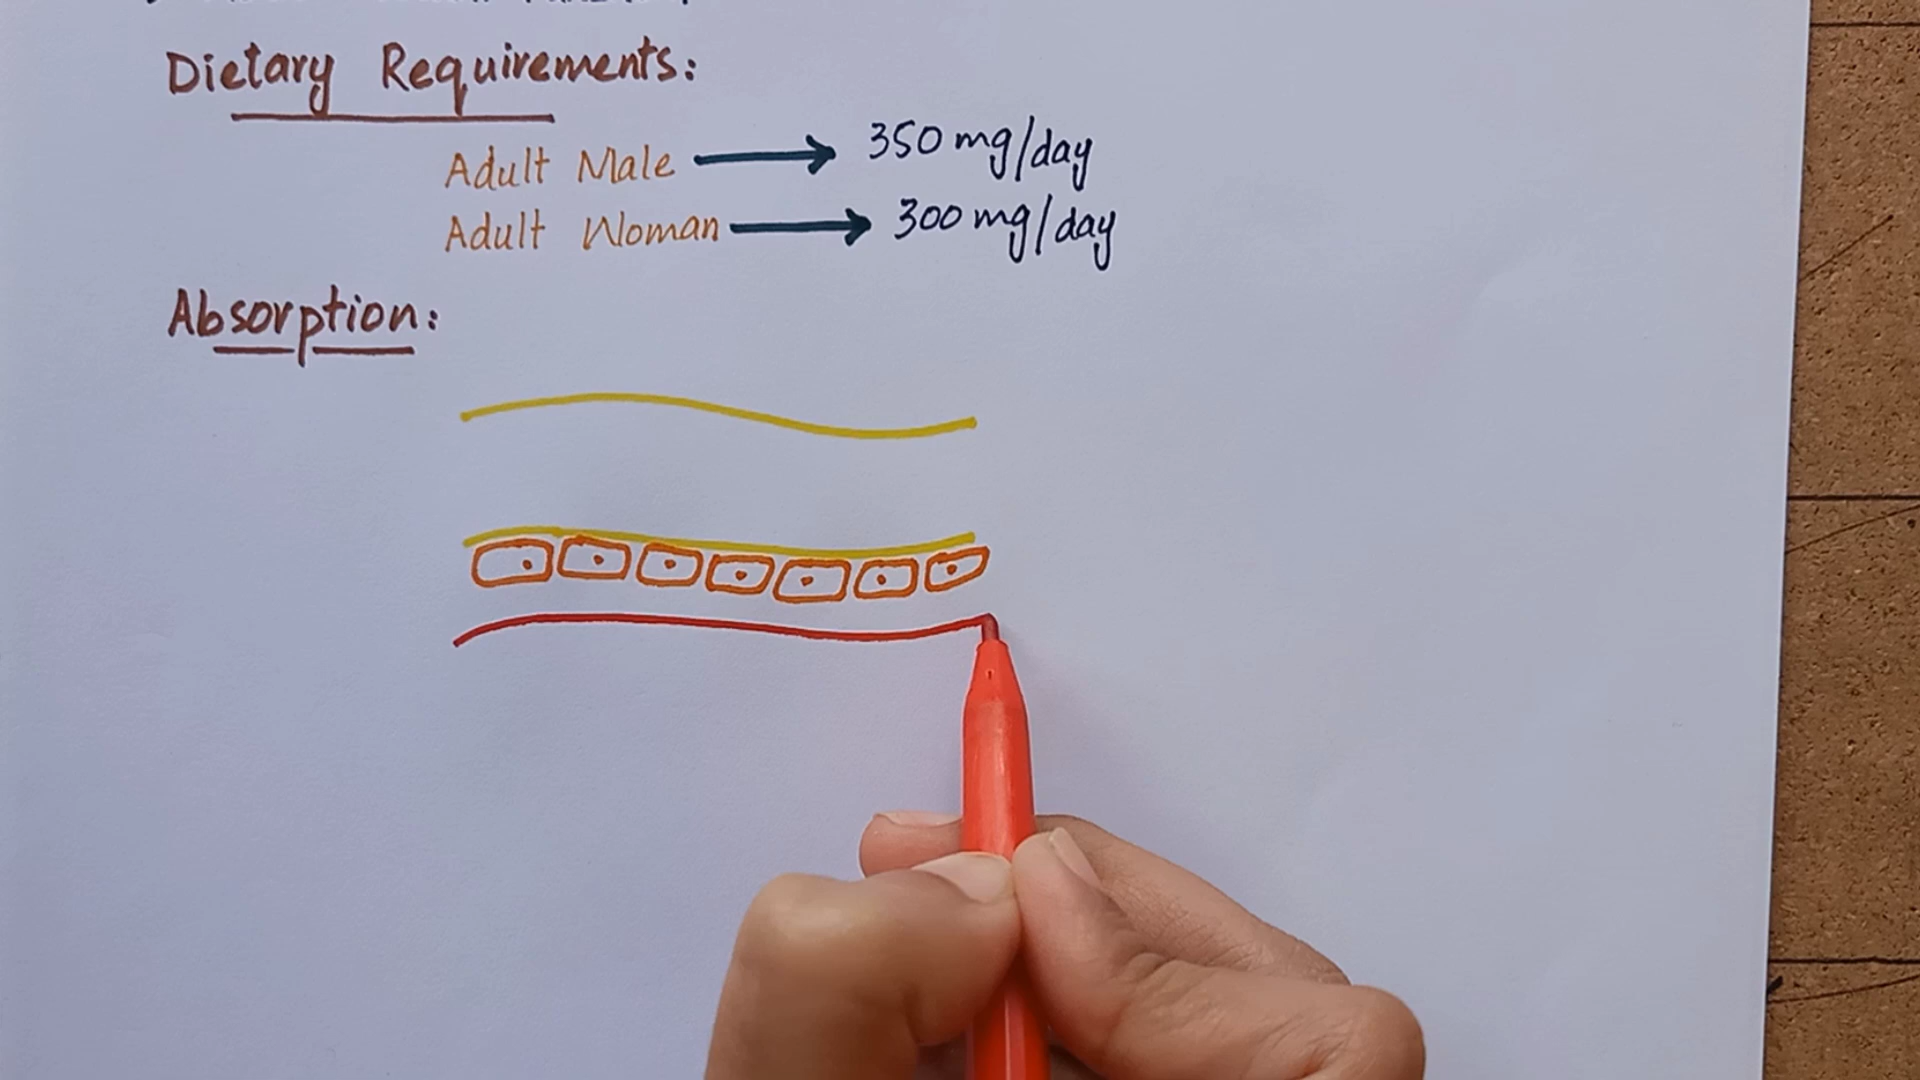 Dietary Requirements:
Adult Male → 350 mg/day
Adult Woman → 300 mg/day
Absorption: